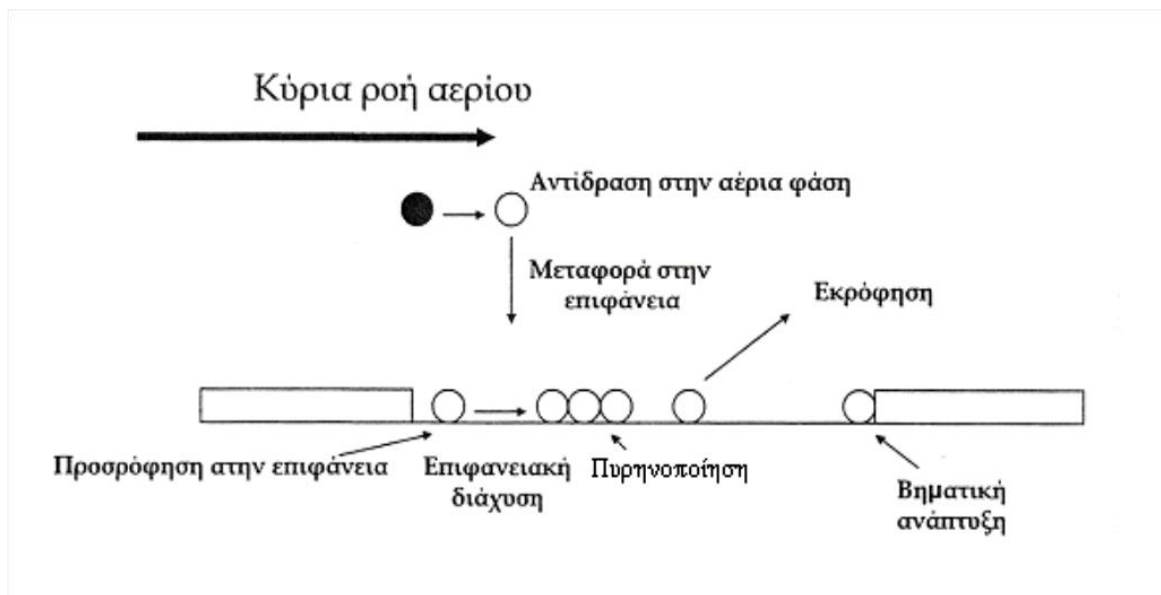 Κύρια ροή αερίου
Αντίδραση στην αέρια φάση
Μεταφορά στην
επιφάνεια
Εκρόφηση
Προσρόφηση ατην επιφάνεια
Επιφανειακή
διάχυση
Πυρηνοποίηση
Βηματική
ανάπτυξη